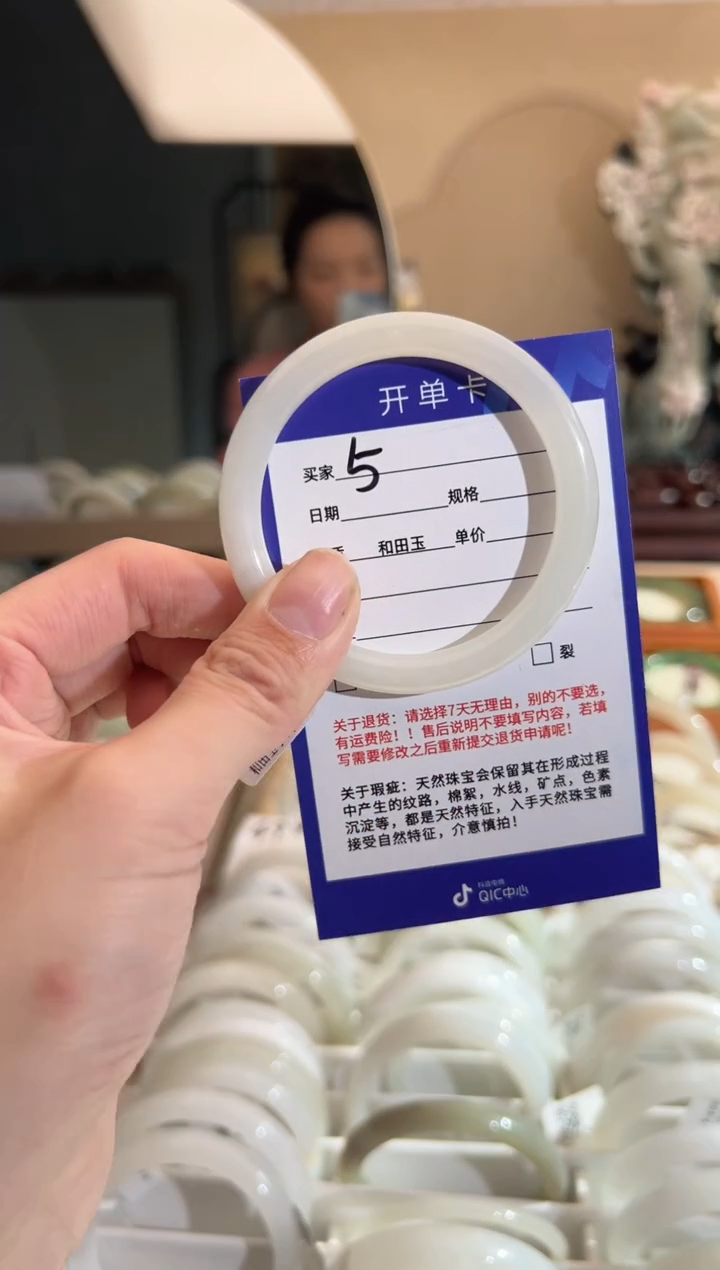 开单卡
买家 5
日期 规格
和田玉 单价
裂
关于退货：请选择7天无理由，别的不要选，
有运费险！！售后说明不要填写内容，若填
写需要修改之后重新提交退货申请呢！
关于瑕疵：天然珠宝会保留其在形成过程
中产生的纹路，棉絮，水线，矿点，色素
沉淀等，都是天然特征，入手天然珠宝需
接受自然特征，介意慎拍！
抖音电商
QIC中心